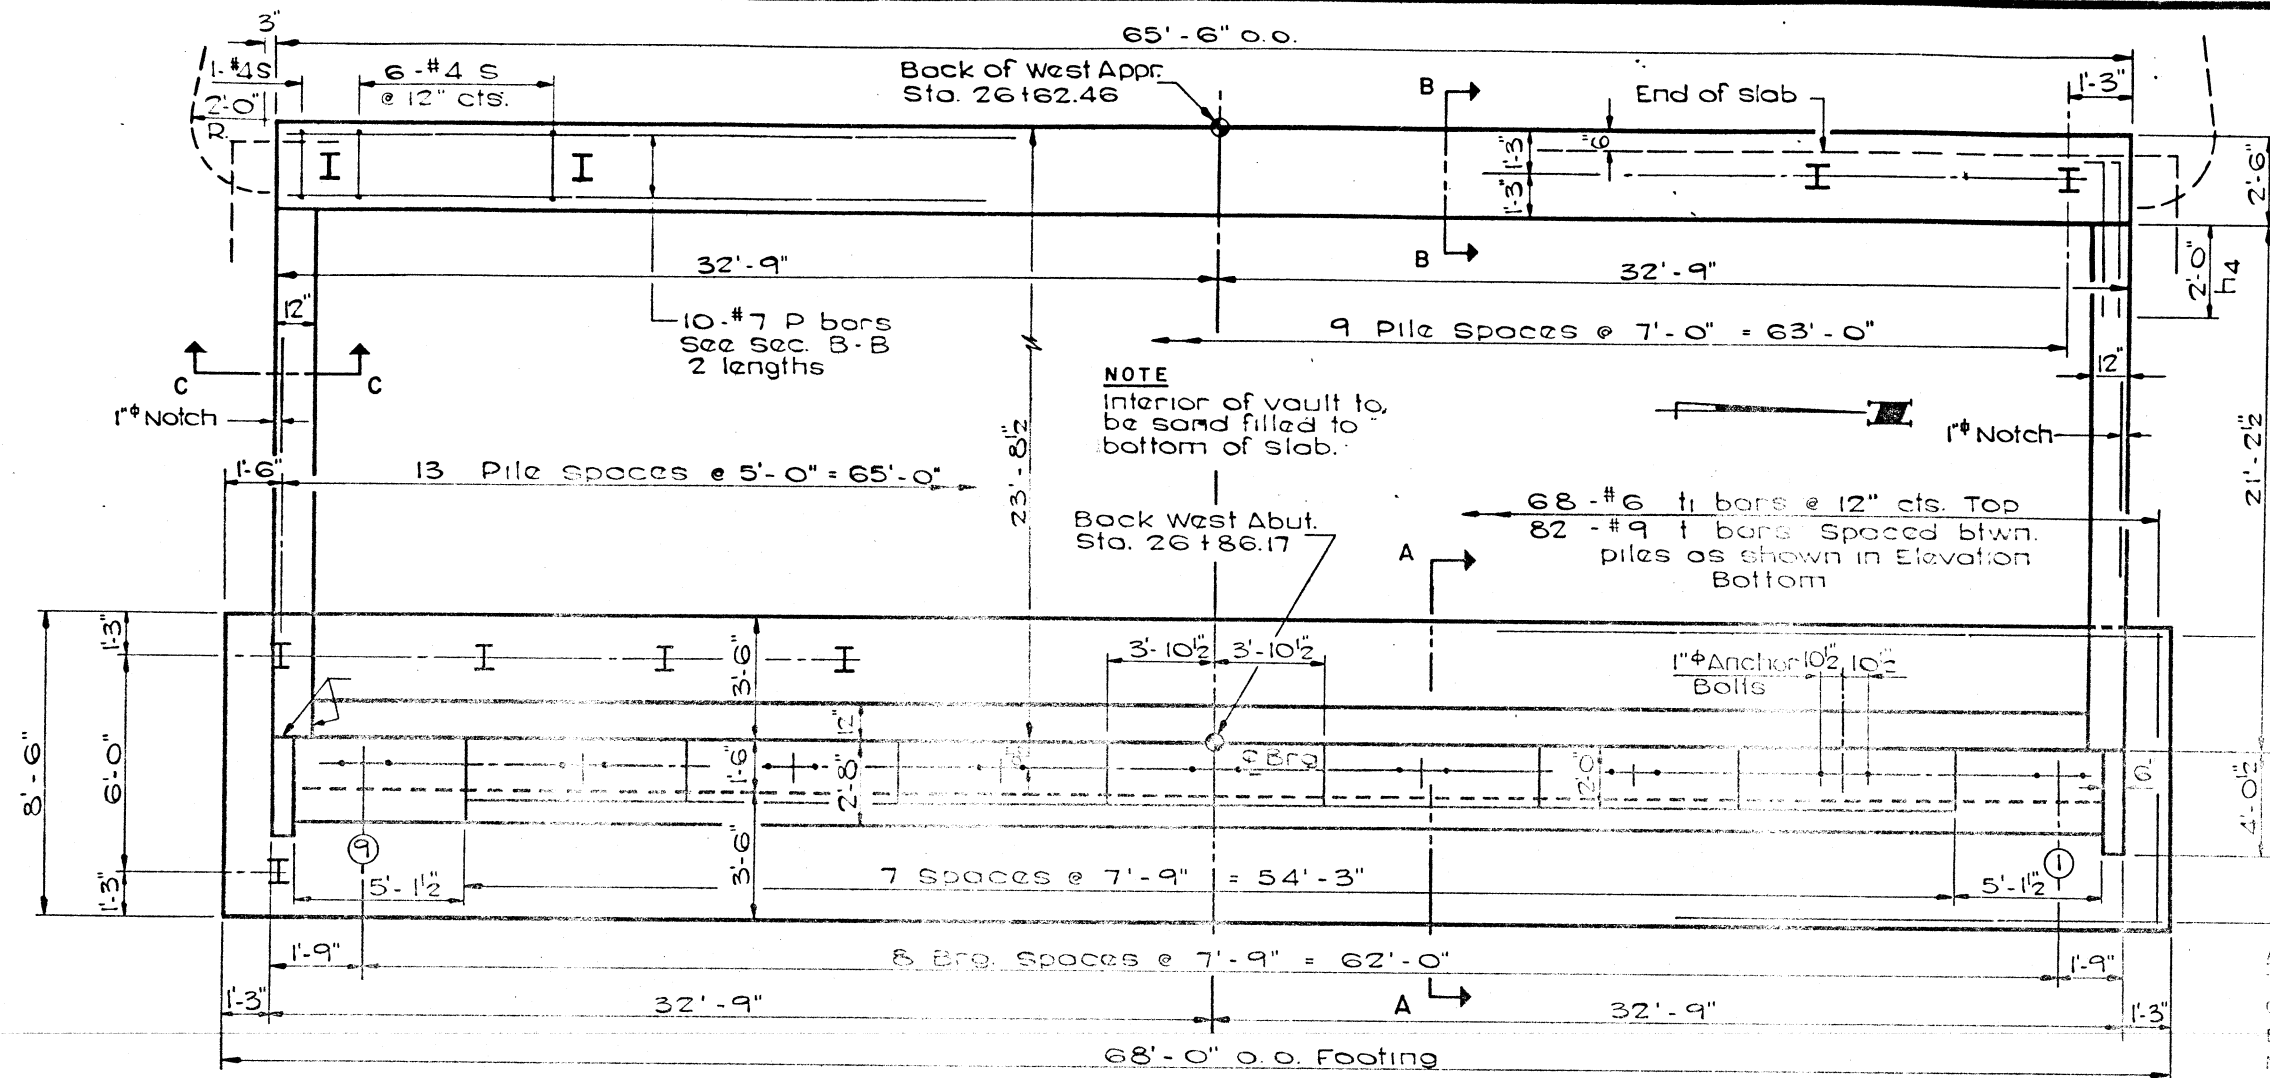 65'-6" O.O.
3"
1-#4S
6-#4 S
@ 12" cts.
2'-0"
R.
Back of West Appr.
Sta. 26+62.46
B
End of slab
1'-3"
6"
1'-3"
1'-3"
2'-6"
B
32'-9"
32'-9"
2'-0"
h4
12"
10-#7 P bars
See Sec. B-B
2 lengths
9 Pile Spaces @ 7'-0" = 63'-0"
C
C
NOTE
Interior of vault to
be sand filled to
bottom of slab.
12"
1"φ Notch
1"φ Notch
23'-8½"
21'-2½"
1'-6"
13 Pile Spaces @ 5'-0" = 65'-0"
68-#6 t1 bars @ 12" cts. Top
82-#9 t bars Spaced btwn.
piles as shown in Elevation
Bottom
Back West Abut.
Sta. 26+86.17
A
1'-3"
3'-6"
3'-10½" 3'-10½"
1"φ Anchor
Bolts
10½" 10½"
8'-6"
6'-0"
12"
1'-6"
2'-8"
℄ Brg.
2'-0"
4'-0½"
9
1
1'-3"
5'-1½"
3'-6"
7 Spaces @ 7'-9" = 54'-3"
5'-1½"
1'-9"
8 Brg. Spaces @ 7'-9" = 62'-0"
1'-9"
1'-3"
32'-9"
A
32'-9"
1'-3"
68'-0" O.O. Footing